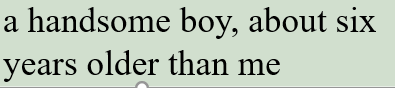 a handsome boy, about six
years older than me